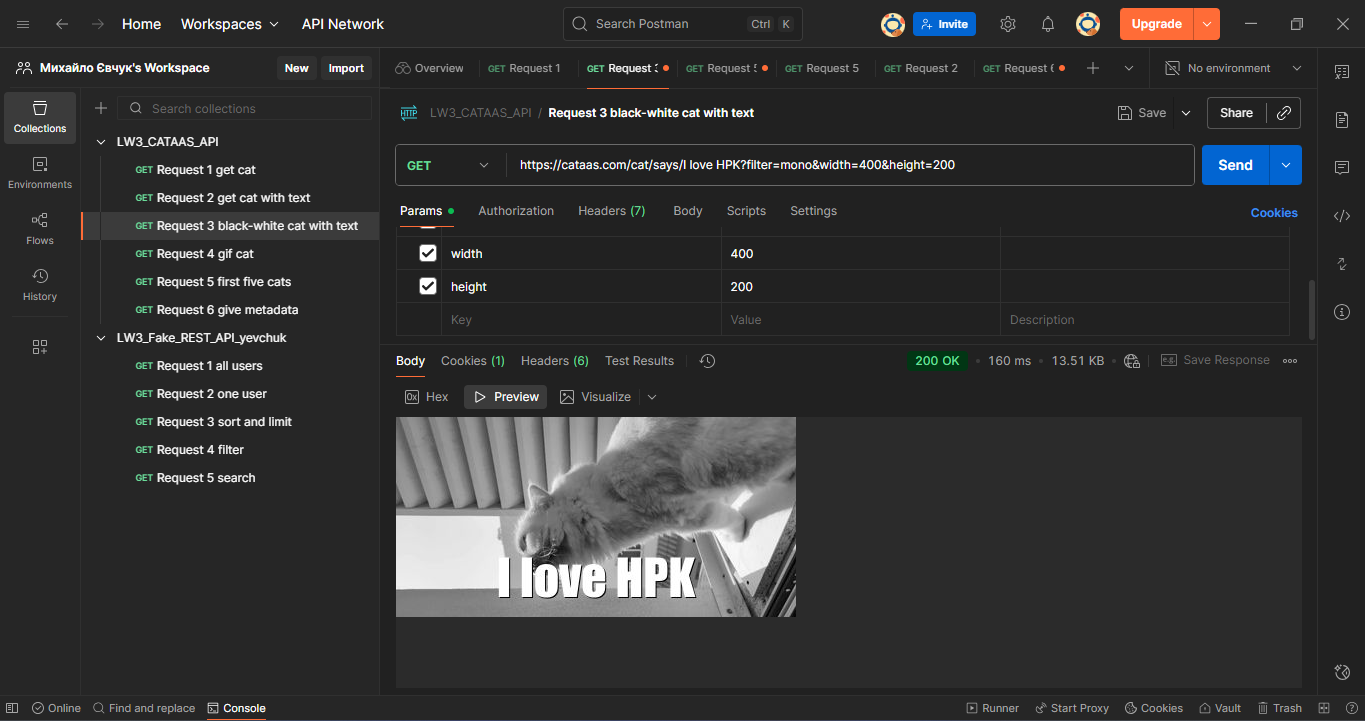 Home Workspaces API Network Search Postman Ctrl K Invite Upgrade
Михайло Євчук's Workspace New Import
Overview GET Request 1 GET Request : GET Request ! GET Request 5 GET Request 2 GET Request ( No environment
Collections
Environments
Flows
History
Search collections
LW3_CATAAS_API
GET Request 1 get cat
GET Request 2 get cat with text
GET Request 3 black-white cat with text
GET Request 4 gif cat
GET Request 5 first five cats
GET Request 6 give metadata
LW3_Fake_REST_API_yevchuk
GET Request 1 all users
GET Request 2 one user
GET Request 3 sort and limit
GET Request 4 filter
GET Request 5 search
HTTP LW3_CATAAS_API / Request 3 black-white cat with text Save Share
GET https://cataas.com/cat/says/I love HPK?filter=mono&width=400&height=200 Send
Params Authorization Headers (7) Body Scripts Settings Cookies
width 400
height 200
Key Value Description
Body Cookies (1) Headers (6) Test Results 200 OK 160 ms 13.51 KB e.g. Save Response
0x Hex Preview Visualize
I love HPK
Online Find and replace Console Runner Start Proxy Cookies Vault Trash